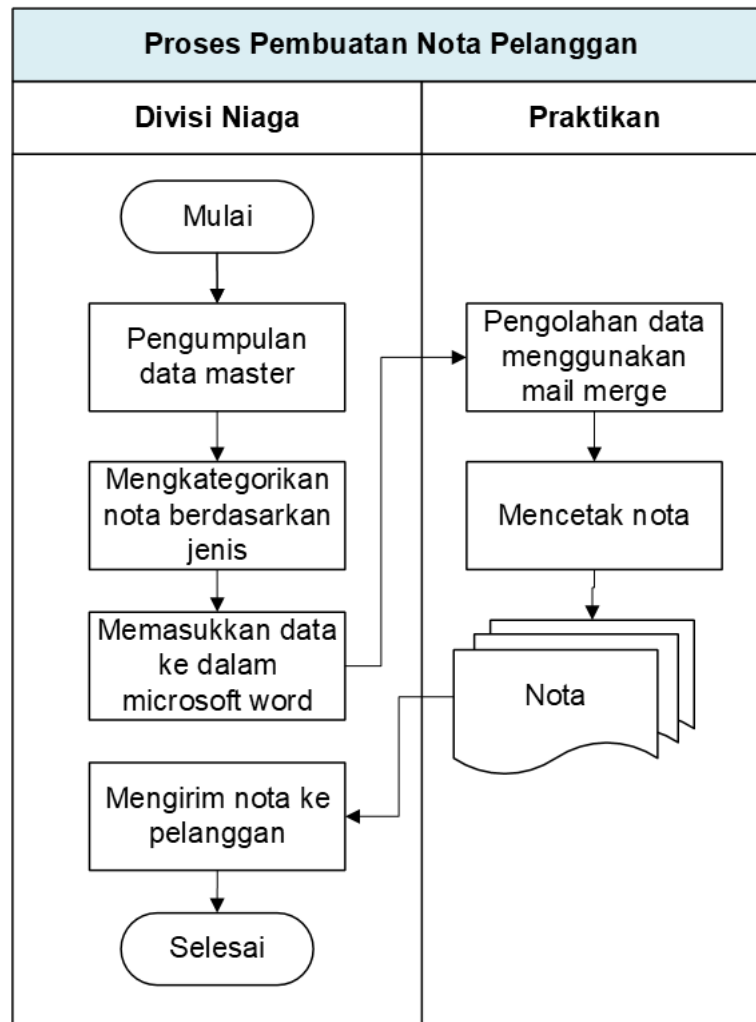 Proses Pembuatan Nota Pelanggan
Divisi Niaga
Praktikan
Mulai
Pengumpulan
data master
Mengkategorikan
nota berdasarkan
jenis
Memasukkan data
ke dalam
microsoft word
Pengolahan data
menggunakan
mail merge
Mencetak nota
Nota
Mengirim nota ke
pelanggan
Selesai